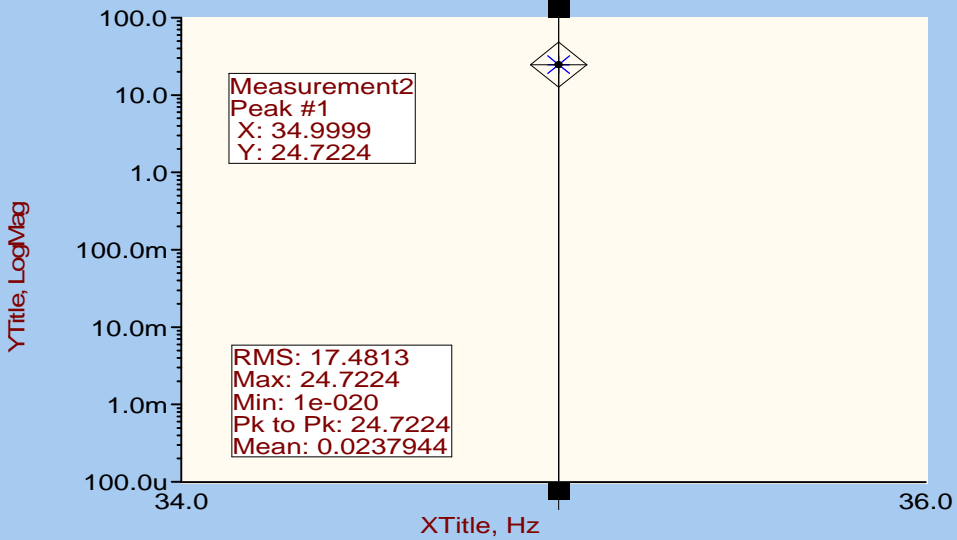 100.0
10.0
1.0
100.0m
10.0m
1.0m
100.0u
YTitle, LogMag
Measurement2
Peak #1
X: 34.9999
Y: 24.7224
RMS: 17.4813
Max: 24.7224
Min: 1e-020
Pk to Pk: 24.7224
Mean: 0.0237944
34.0
36.0
XTitle, Hz